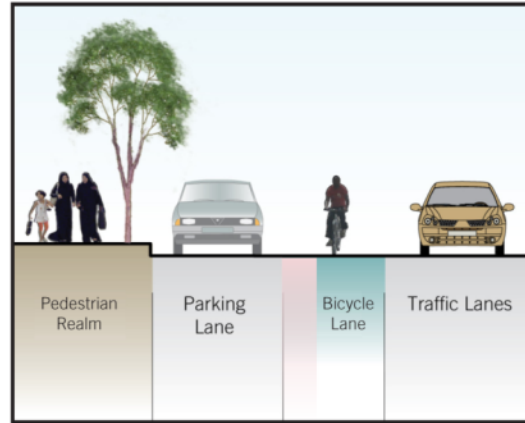 Pedestrian
Realm
Parking
Lane
Bicycle
Lane
Traffic Lanes